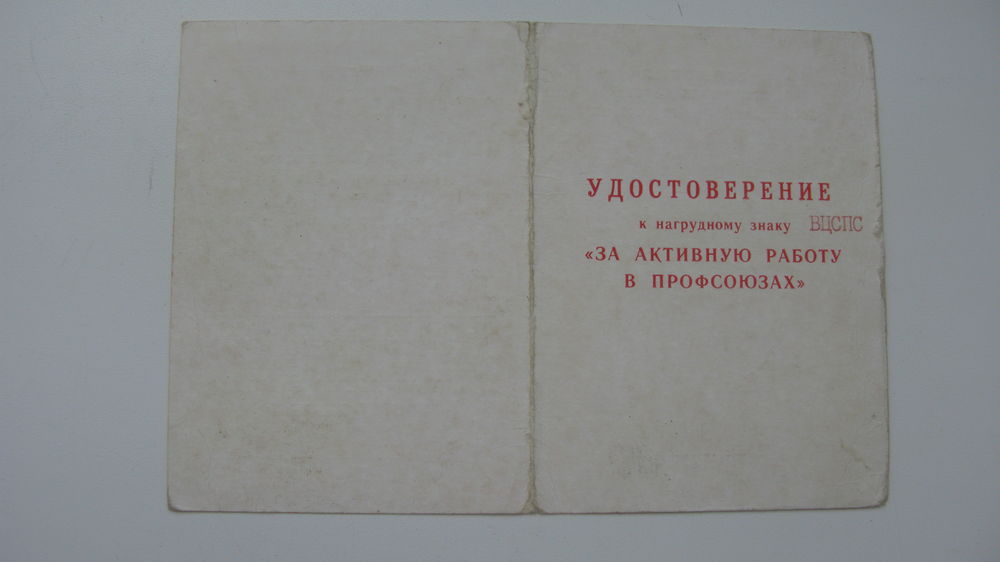 УДОСТОВЕРЕНИЕ
к нагрудному знаку ВЦСПС
«ЗА АКТИВНУЮ РАБОТУ
В ПРОФСОЮЗАХ»